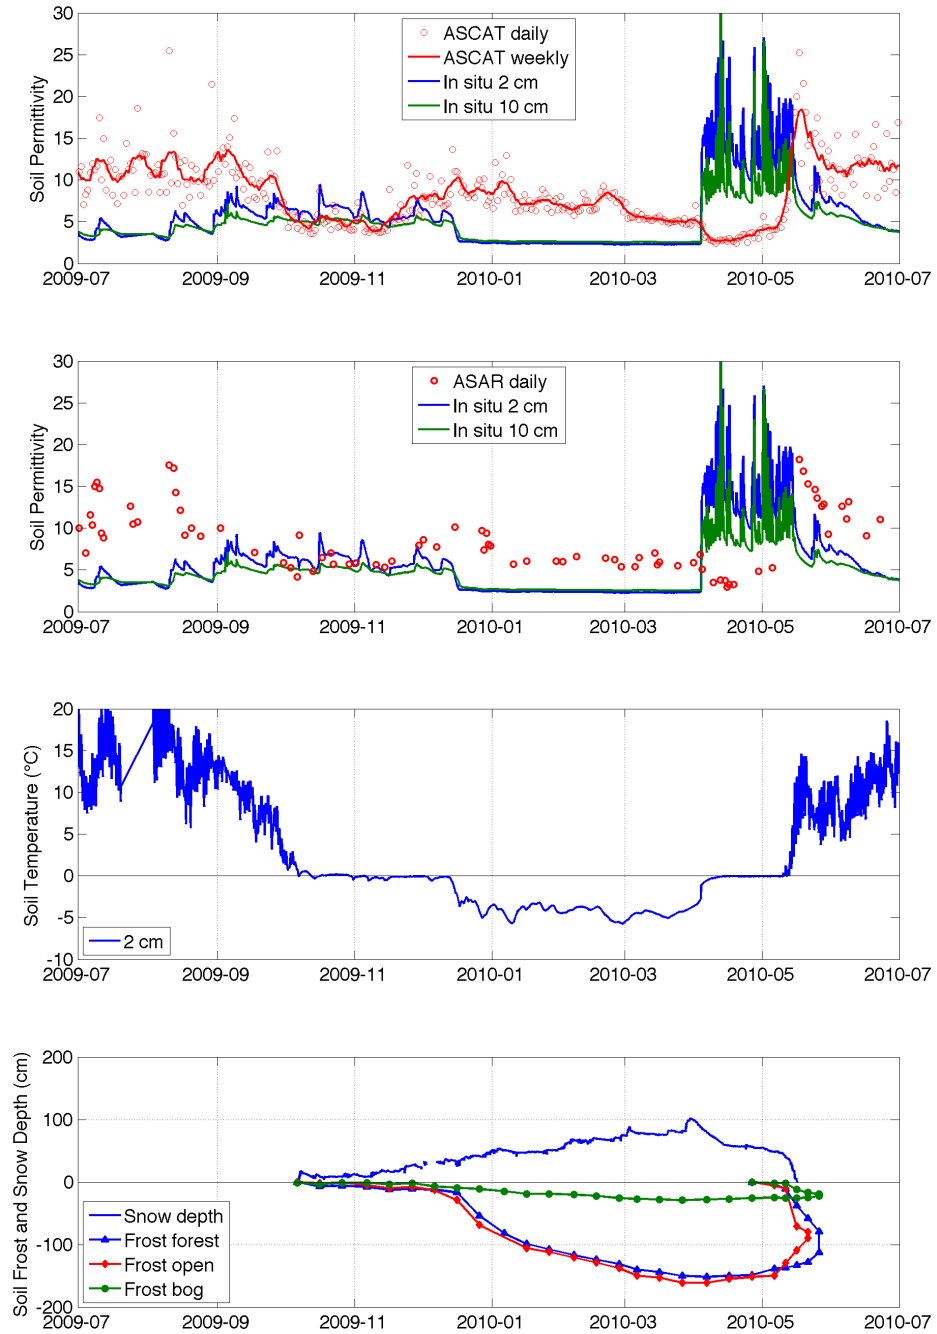 30
25
20
15
10
5
0
Soil Permittivity
ASCAT daily
ASCAT weekly
In situ 2 cm
In situ 10 cm
2009-07 2009-09 2009-11 2010-01 2010-03 2010-05 2010-07
30
25
20
15
10
5
0
Soil Permittivity
ASAR daily
In situ 2 cm
In situ 10 cm
2009-07 2009-09 2009-11 2010-01 2010-03 2010-05 2010-07
20
15
10
5
0
-5
-10
Soil Temperature (°C)
2 cm
2009-07 2009-09 2009-11 2010-01 2010-03 2010-05 2010-07
200
100
0
-100
-200
Soil Frost and Snow Depth (cm)
Snow depth
Frost forest
Frost open
Frost bog
2009-07 2009-09 2009-11 2010-01 2010-03 2010-05 2010-07